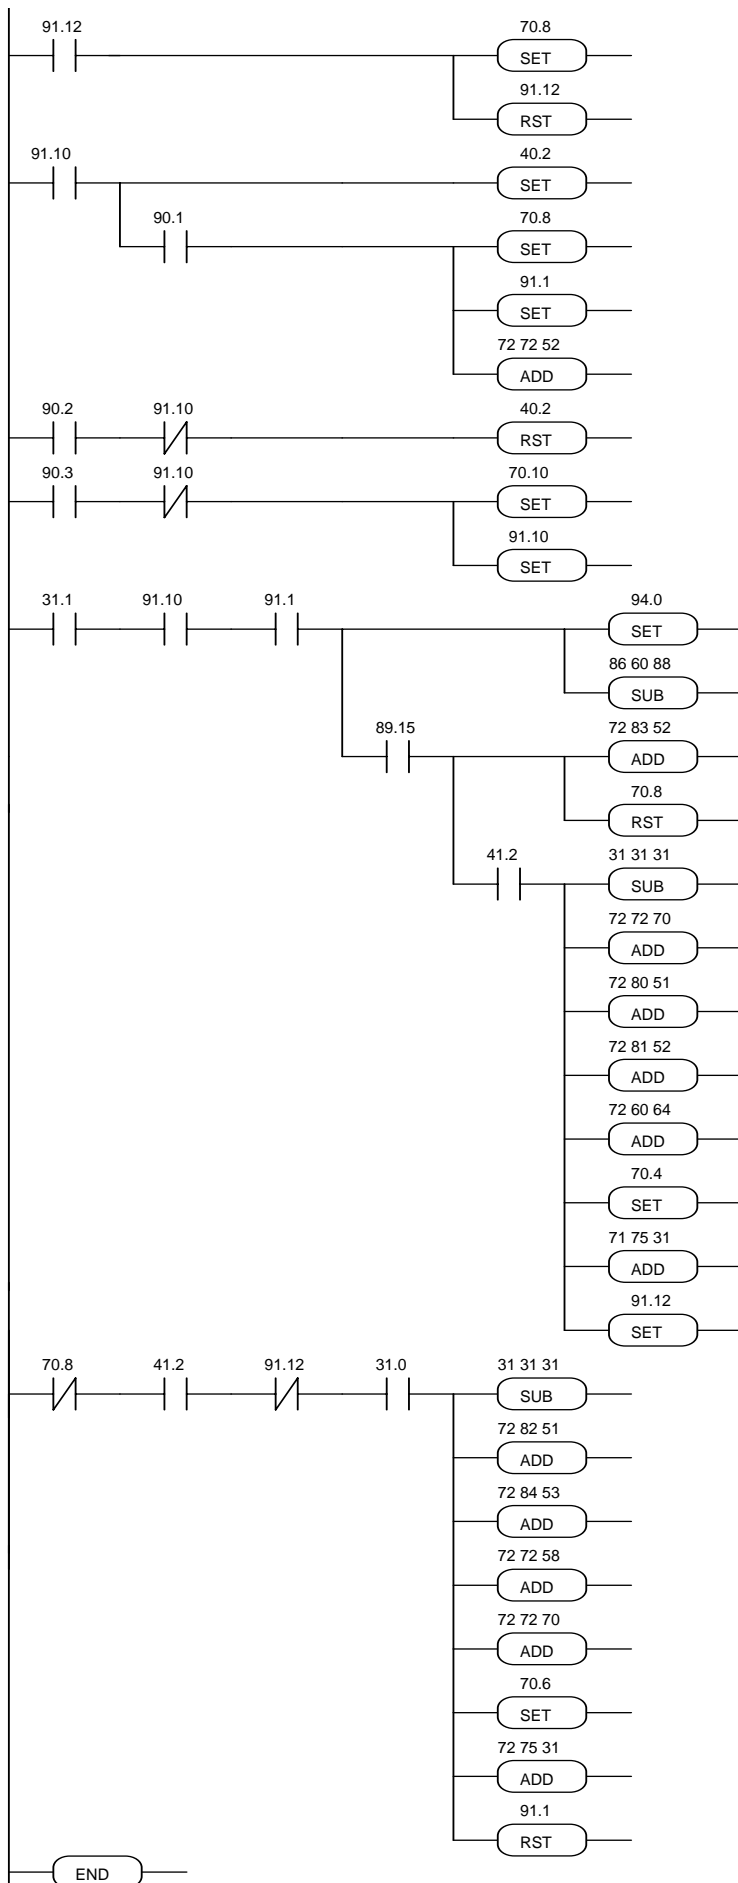 91.12 70.8
SET
91.12
RST
91.10 40.2
SET
90.1 70.8
SET
91.1
SET
72 72 52
ADD
90.2 91.10 40.2
RST
90.3 91.10 70.10
SET
91.10
SET
31.1 91.10 91.1 94.0
SET
86 60 88
SUB
89.15 72 83 52
ADD
70.8
RST
41.2 31 31 31
SUB
72 72 70
ADD
72 80 51
ADD
72 81 52
ADD
72 60 64
ADD
70.4
SET
71 75 31
ADD
91.12
SET
70.8 41.2 91.12 31.0 31 31 31
SUB
72 82 51
ADD
72 84 53
ADD
72 72 58
ADD
72 72 70
ADD
70.6
SET
72 75 31
ADD
91.1
RST
END